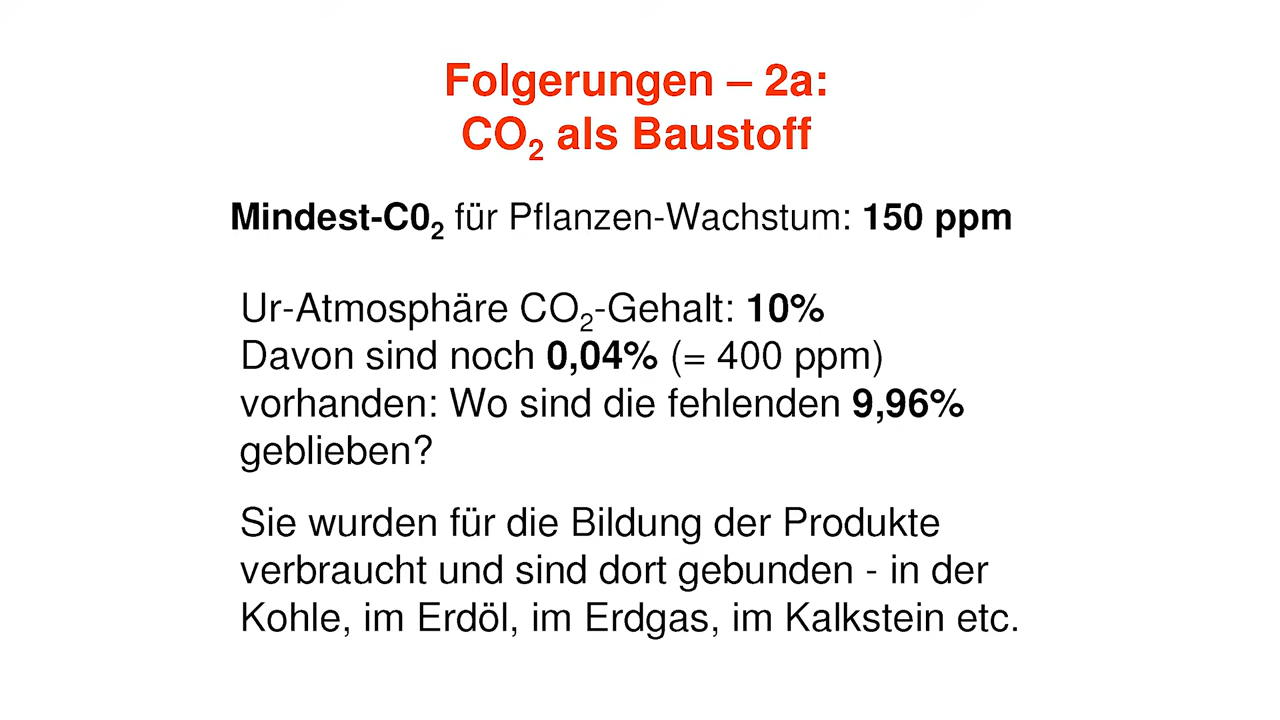 Folgerungen – 2a:
CO₂ als Baustoff
Mindest-C0₂ für Pflanzen-Wachstum: 150 ppm
Ur-Atmosphäre CO₂-Gehalt: 10%
Davon sind noch 0,04% (= 400 ppm)
vorhanden: Wo sind die fehlenden 9,96%
geblieben?
Sie wurden für die Bildung der Produkte
verbraucht und sind dort gebunden - in der
Kohle, im Erdöl, im Erdgas, im Kalkstein etc.